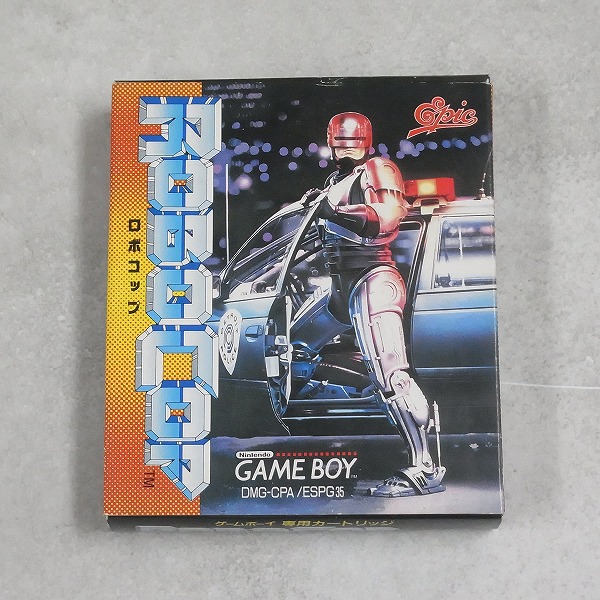 ROBOCOP
TM
ロボコップ
Epic
Nintendo
GAME BOY
TM
DMG-CPA/ESPG35
ゲームボーイ 専用カートリッジ